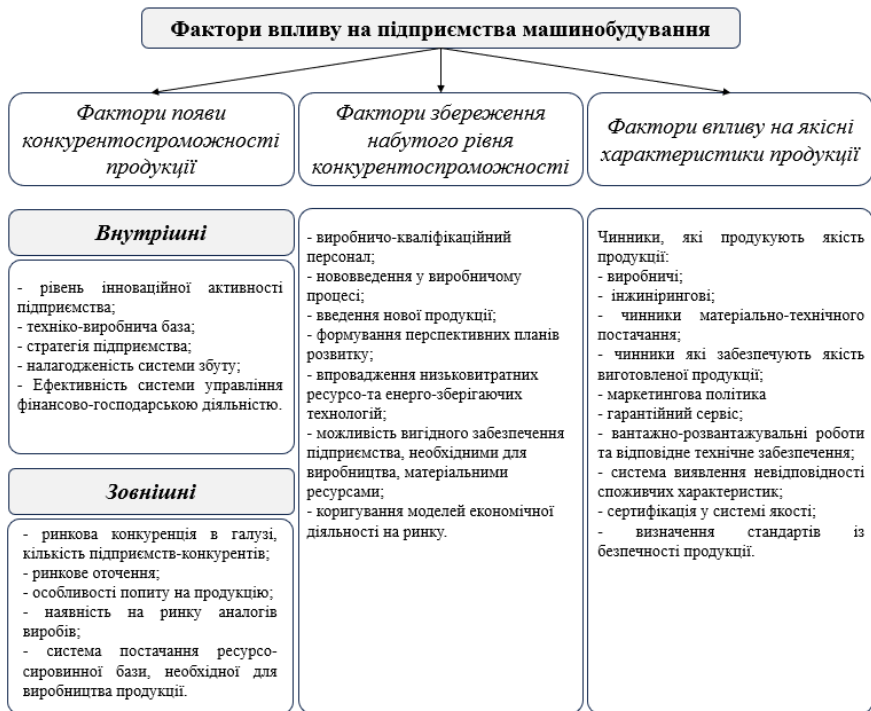 Фактори впливу на підприємства машинобудування
Фактори появи
конкурентоспроможності
продукції
Фактори збереження
набутого рівня
конкурентоспроможності
Фактори впливу на якісні
характеристики продукції
Внутрішні
- рівень інноваційної активності
підприємства;
- техніко-виробнича база;
- стратегія підприємства;
- налагодженість системи збуту;
- Ефективність системи управління
фінансово-господарською діяльністю.
Зовнішні
- ринкова конкуренція в галузі,
кількість підприємств-конкурентів;
- ринкове оточення;
- особливості попиту на продукцію;
- наявність на ринку аналогів
виробів;
- система постачання ресурсо-
сировинної бази, необхідної для
виробництва продукції.
- виробничо-кваліфікаційний
персонал;
- нововведення у виробничому
процесі;
- введення нової продукції;
- формування перспективних планів
розвитку;
- впровадження низьковитратних
ресурсо-та енерго-зберігаючих
технологій;
- можливість вигідного забезпечення
підприємства, необхідними для
виробництва, матеріальними
ресурсами;
- коригування моделей економічної
діяльності на ринку.
Чинники, які продукують якість
продукції:
- виробничі;
- інжинірингові;
- чинники матеріально-технічного
постачання;
- чинники які забезпечують якість
виготовленої продукції;
- маркетингова політика
- гарантійний сервіс;
- вантажно-розвантажувальні роботи
та відповідне технічне забезпечення;
- система виявлення невідповідності
споживчих характеристик;
- сертифікація у системі якості;
- визначення стандартів із
безпечності продукції.